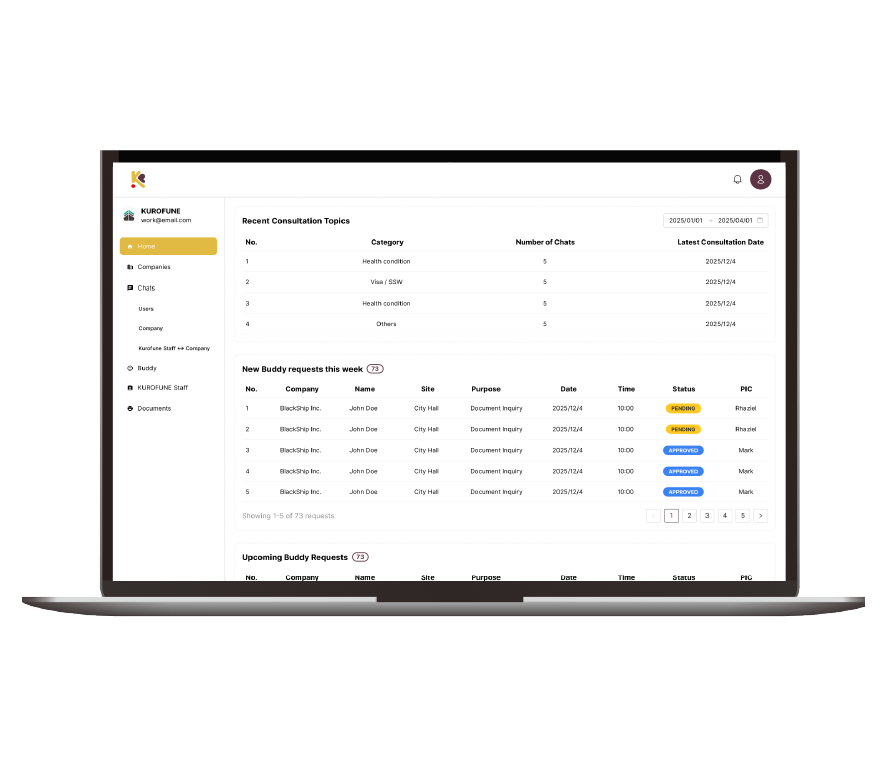 KUROFUNE
work@email.com
Home
Companies
Chats
Users
Company
Kurofune Staff ↔ Company
Buddy
KUROFUNE Staff
Documents
Recent Consultation Topics
2025/01/01 → 2025/04/01
No. Category Number of Chats Latest Consultation Date
1 Health condition 5 2025/12/4
2 Visa / SSW 5 2025/12/4
3 Health condition 5 2025/12/4
4 Others 5 2025/12/4
New Buddy requests this week 73
No. Company Name Site Purpose Date Time Status PIC
1 BlackShip Inc. John Doe City Hall Document Inquiry 2025/12/4 10:00 PENDING Rhaziel
2 BlackShip Inc. John Doe City Hall Document Inquiry 2025/12/4 10:00 PENDING Rhaziel
3 BlackShip Inc. John Doe City Hall Document Inquiry 2025/12/4 10:00 APPROVED Mark
4 BlackShip Inc. John Doe City Hall Document Inquiry 2025/12/4 10:00 APPROVED Mark
5 BlackShip Inc. John Doe City Hall Document Inquiry 2025/12/4 10:00 APPROVED Mark
Showing 1-5 of 73 requests
< 1 2 3 4 5 >
Upcoming Buddy Requests 73
No. Company Name Site Purpose Date Time Status PIC